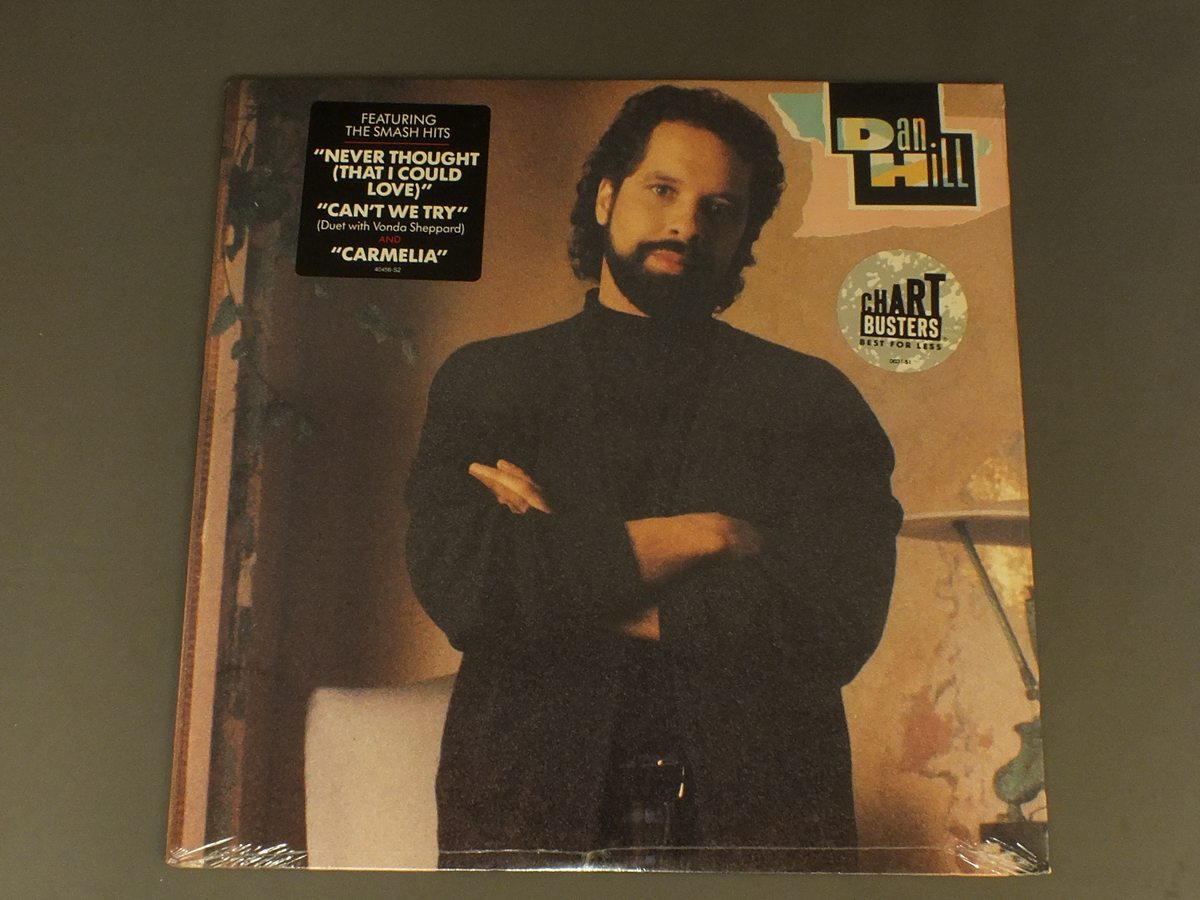 FEATURING
THE SMASH HITS
"NEVER THOUGHT
(THAT I COULD
LOVE)"
"CAN'T WE TRY"
(Duet with Vonda Sheppard)
AND
"CARMELIA"
40456-S2
Dan
Hill
CHART
BUSTERS
BEST FOR LESS